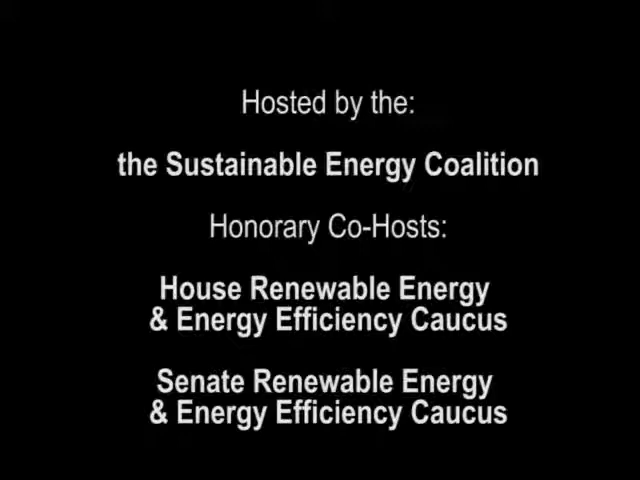 Hosted by the:
the Sustainable Energy Coalition
Honorary Co-Hosts:
House Renewable Energy
& Energy Efficiency Caucus
Senate Renewable Energy
& Energy Efficiency Caucus